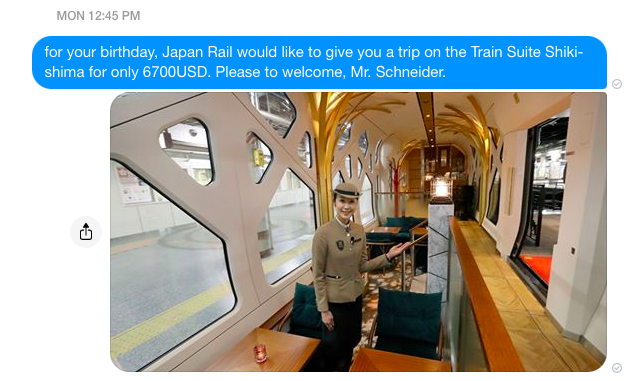 MON 12:45 PM
for your birthday, Japan Rail would like to give you a trip on the Train Suite Shiki-
shima for only 6700USD. Please to welcome, Mr. Schneider.